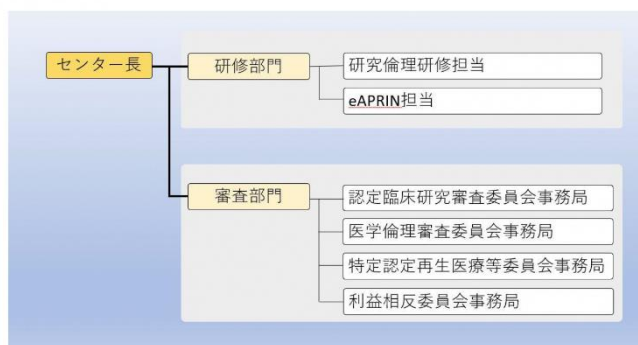 センター長
研修部門
研究倫理研修担当
eAPRIN担当
審査部門
認定臨床研究審査委員会事務局
医学倫理審査委員会事務局
特定認定再生医療等委員会事務局
利益相反委員会事務局